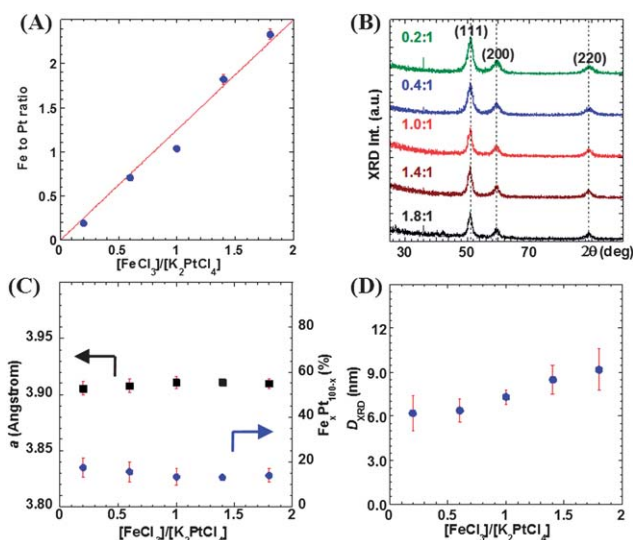 (A)
Fe to Pt ratio
2
1.5
1
0.5
0
0 0.5 1 1.5 2
[FeCl3]/[K2PtCl4]
(B)
XRD Int. (a.u.)
(111)
(200)
(220)
0.2:1
0.4:1
1.0:1
1.4:1
1.8:1
30 50 70 2θ (deg)
(C)
a (Angstrom)
3.95
3.90
3.85
3.80
80
60
40
20
0
FexPt100-x (%)
0 0.5 1 1.5 2
[FeCl3]/[K2PtCl4]
(D)
DXRD (nm)
12
9.0
6.0
3.0
0.0
0 0.5 1 1.5 2
[FeCl3]/[K2PtCl4]